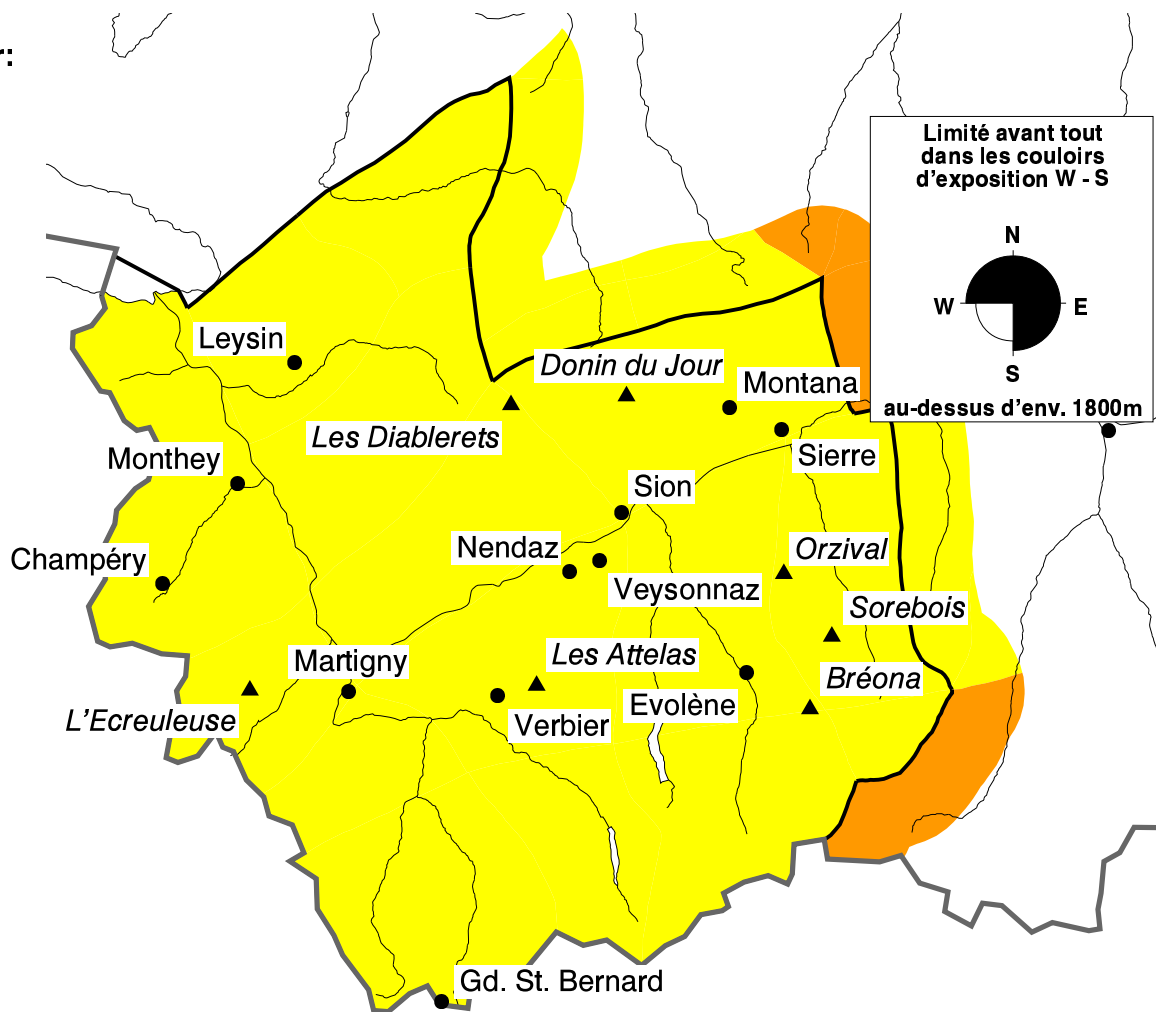 r:
Limité avant tout
dans les couloirs
d'exposition W - S
N
W
E
S
au-dessus d'env. 1800m
Leysin
Donin du Jour
Montana
Les Diablerets
Sierre
Monthey
Sion
Nendaz
Orzival
Champéry
Veysonnaz
Sorebois
Les Attelas
Martigny
Bréona
L'Ecreuleuse
Evolène
Verbier
Gd. St. Bernard